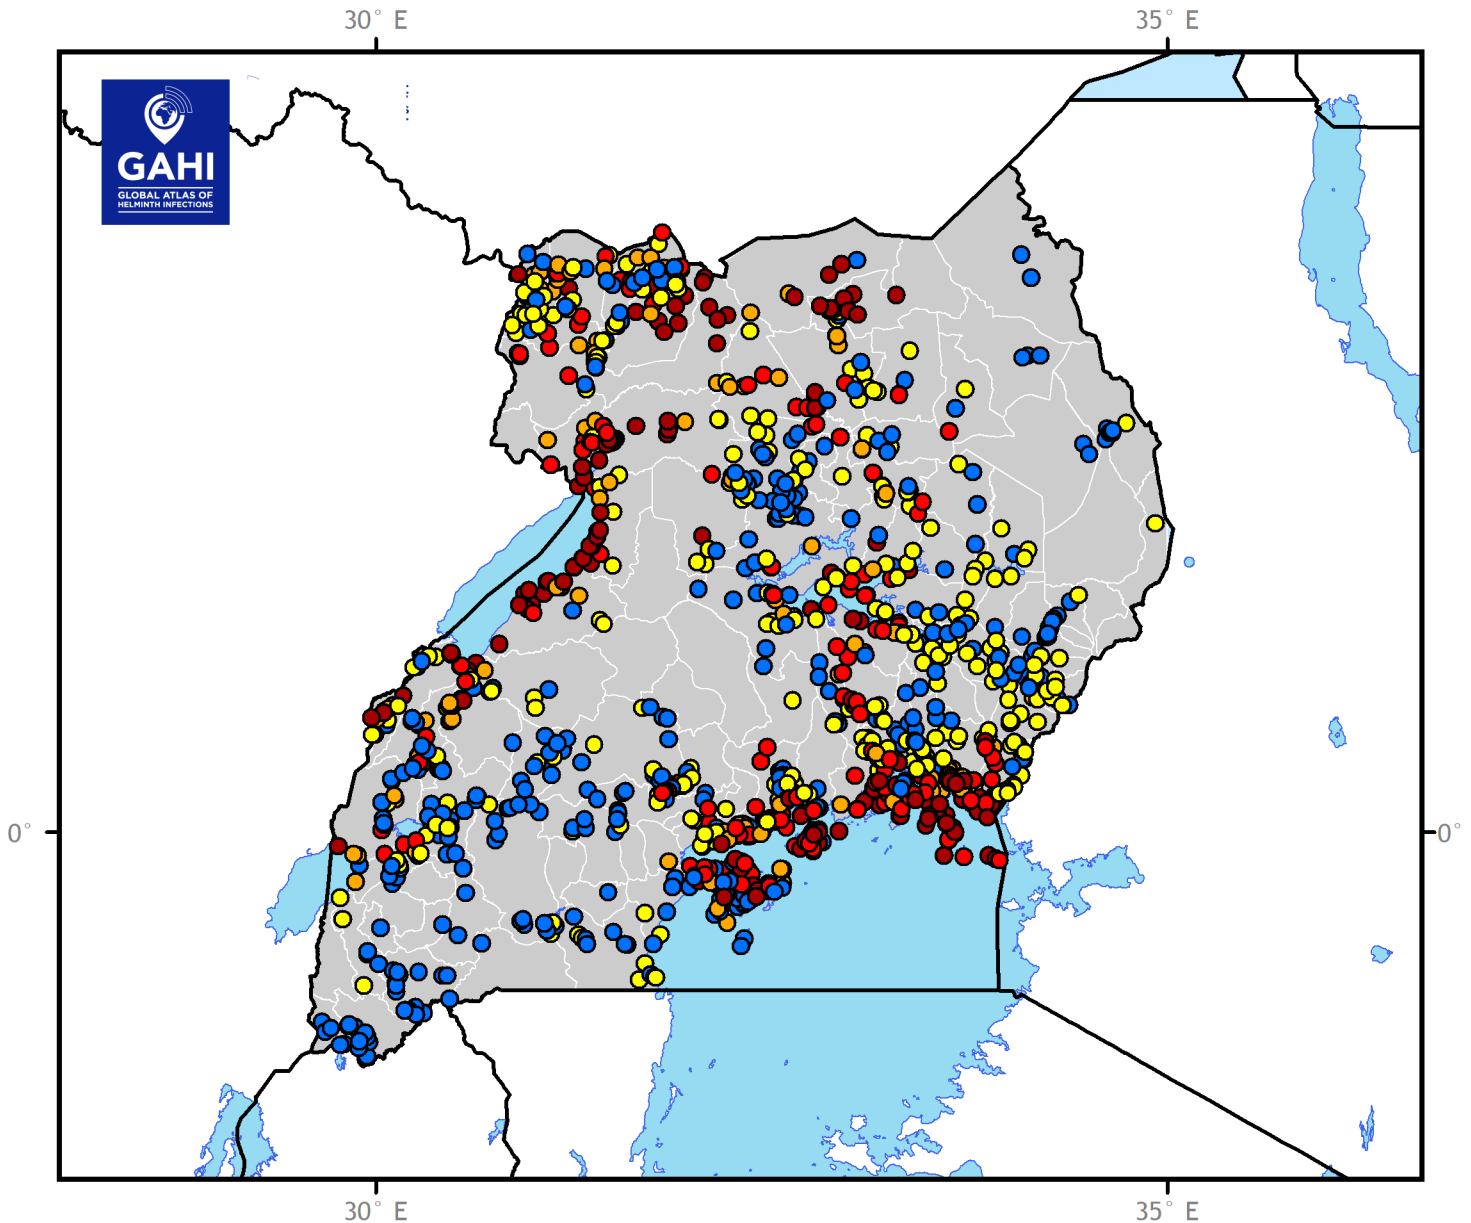 30° E
35° E
GAHI
GLOBAL ATLAS OF
HELMINTH INFECTIONS
0°
0°
30° E
35° E